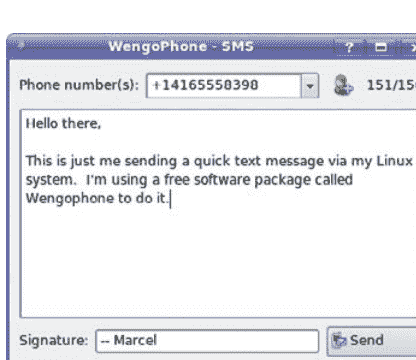 WengoPhone - SMS
Phone number(s): +14165558398 151/15
Hello there,
This is just me sending a quick text message via my Linux
system. I'm using a free software package called
Wengophone to do it.
Signature: -- Marcel Send